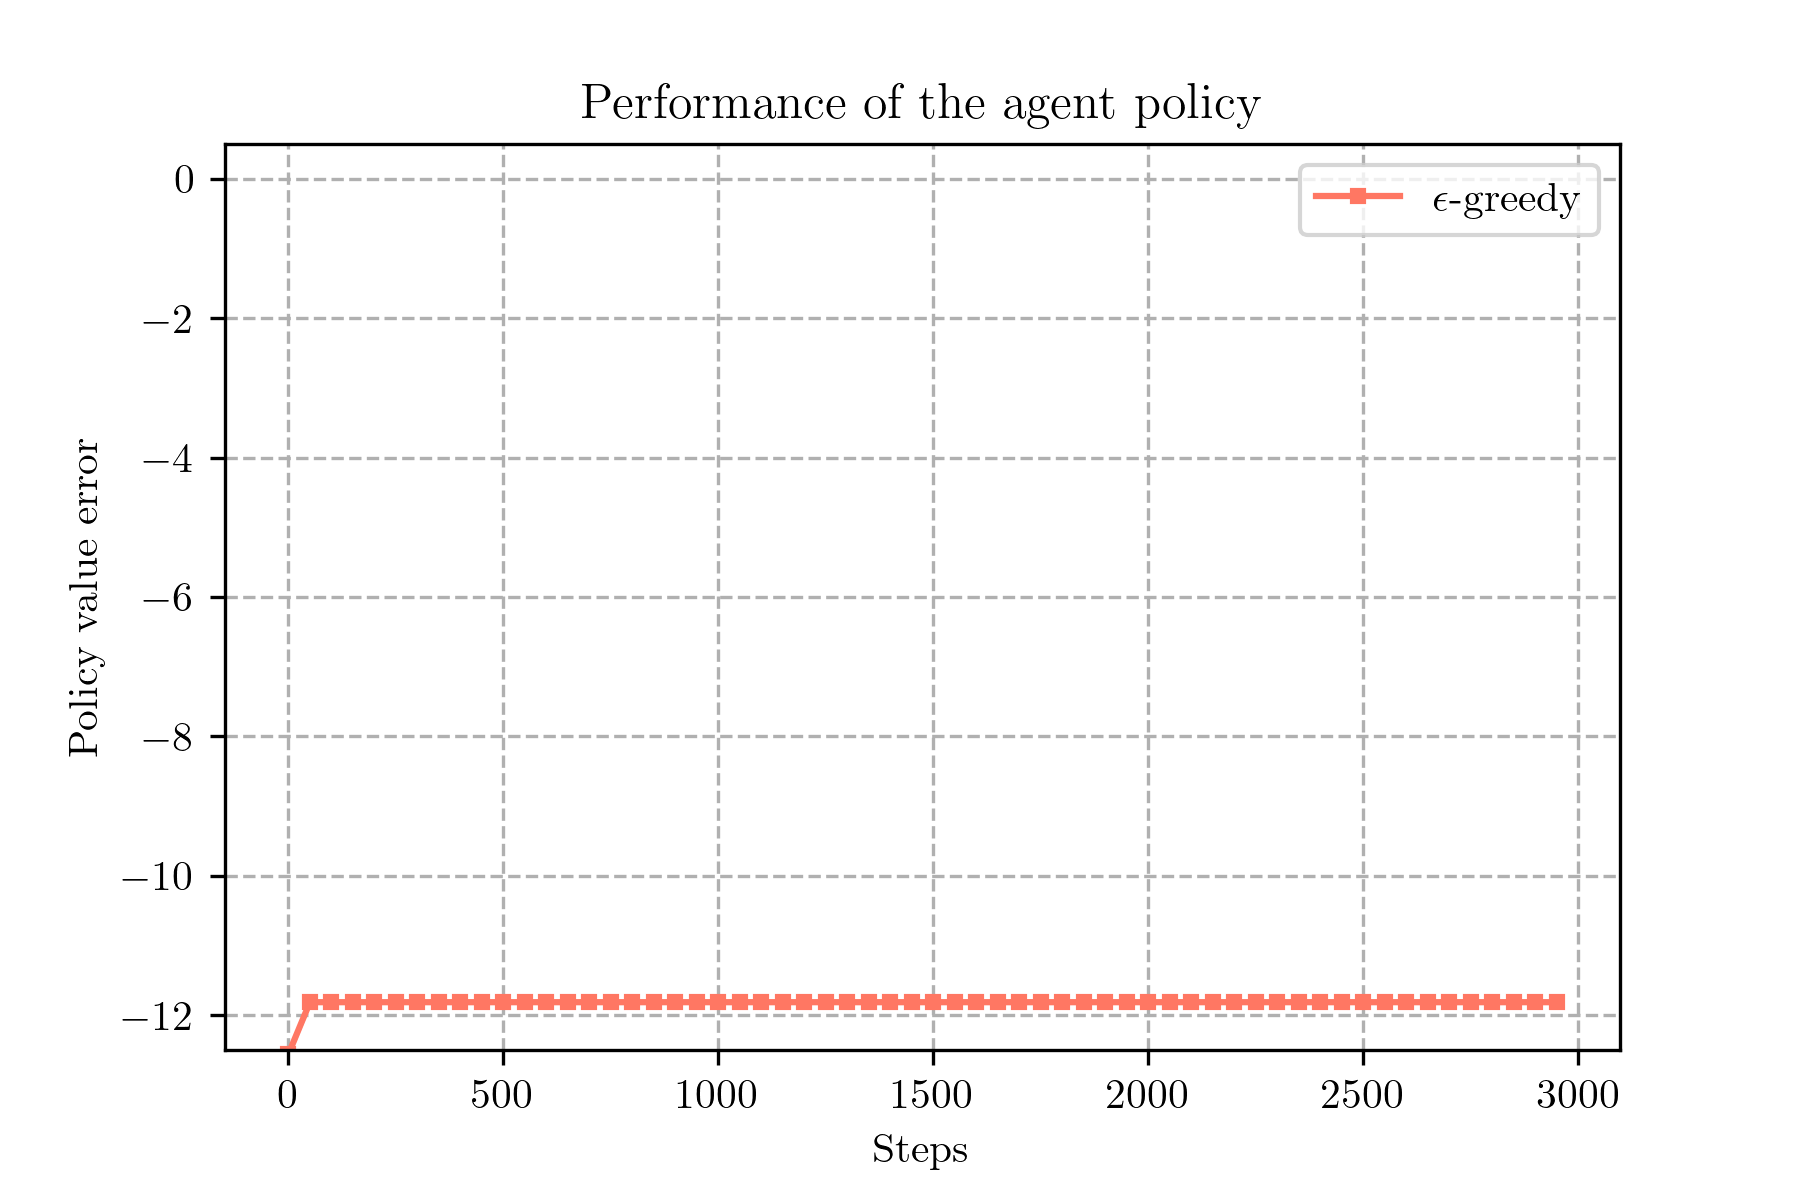 Performance of the agent policy
ϵ-greedy
Policy value error
0
−2
−4
−6
−8
−10
−12
0 500 1000 1500 2000 2500 3000
Steps